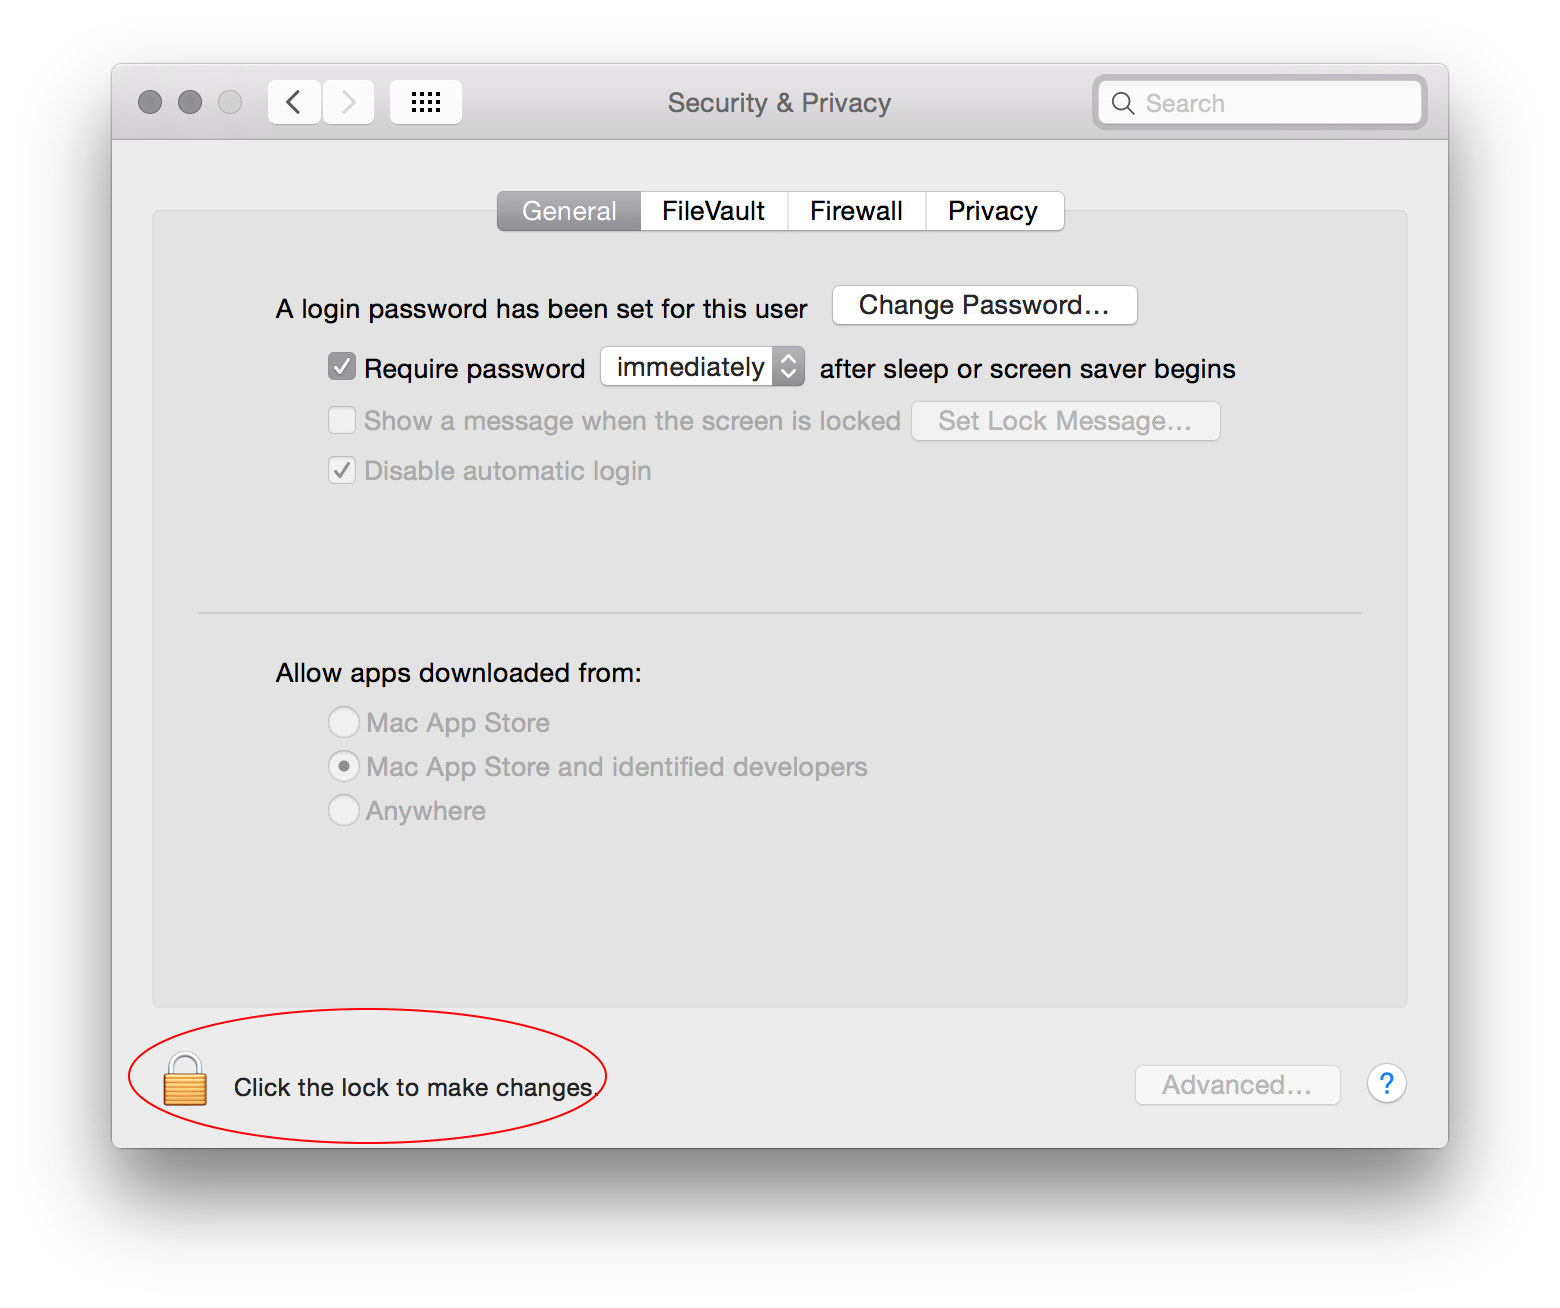 Security & Privacy
Search
General FileVault Firewall Privacy
A login password has been set for this user Change Password...
Require password immediately after sleep or screen saver begins
Show a message when the screen is locked Set Lock Message...
Disable automatic login
Allow apps downloaded from:
Mac App Store
Mac App Store and identified developers
Anywhere
Click the lock to make changes.
Advanced... ?